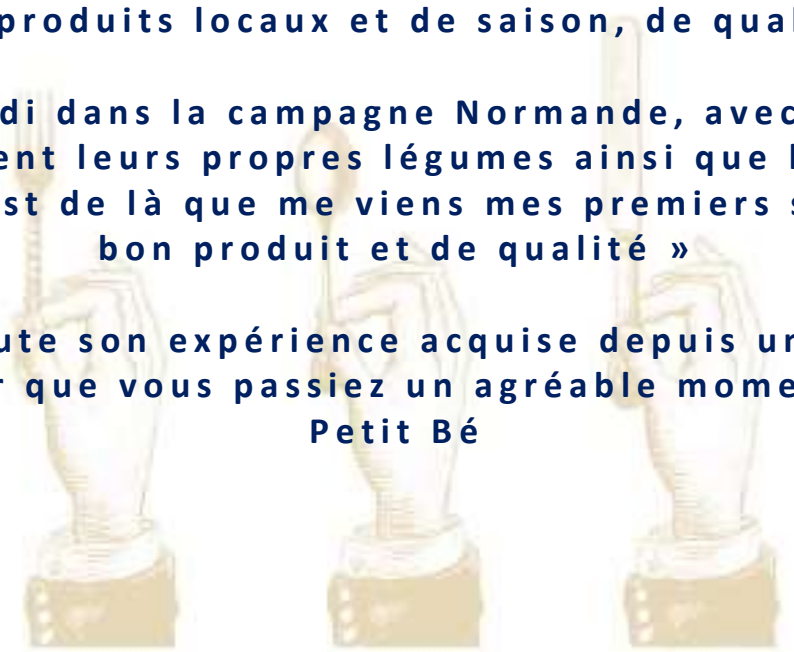 produits locaux et de saison, de qual
di dans la campagne Normande, avec
ent leurs propres légumes ainsi que l
st de là que me viens mes premiers s
bon produit et de qualité »
ute son expérience acquise depuis un
r que vous passiez un agréable mome
Petit Bé